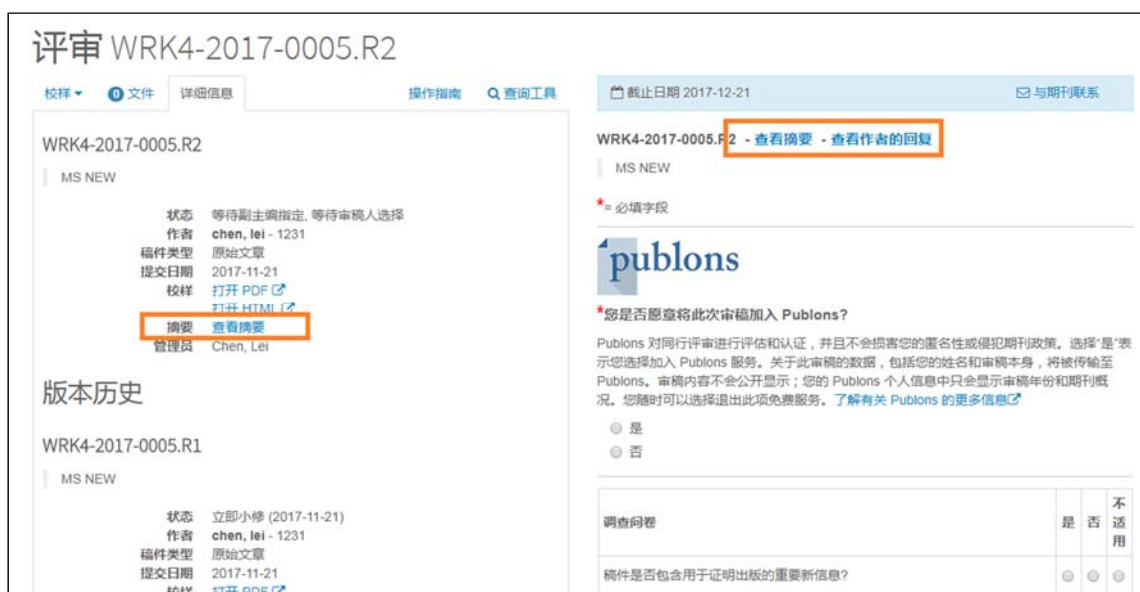 评审 WRK4-2017-0005.R2
校样 0 文件 详细信息 操作指南 查询工具
WRK4-2017-0005.R2
MS NEW
状态 等待副主编指定, 等待审稿人选择
作者 chen, lei - 1231
稿件类型 原始文章
提交日期 2017-11-21
校样 打开 PDF
打开 HTML
摘要 查看摘要
管理员 Chen, Lei
版本历史
WRK4-2017-0005.R1
MS NEW
状态 立即小修 (2017-11-21)
作者 chen, lei - 1231
稿件类型 原始文章
提交日期 2017-11-21
校样 打开 PDF
截止日期 2017-12-21 与期刊联系
WRK4-2017-0005.R2 - 查看摘要 - 查看作者的回复
MS NEW
*= 必填字段
publons
*您是否愿意将此次审稿加入 Publons?
Publons 对同行评审进行评估和认证，并且不会损害您的匿名性或侵犯期刊政策。选择“是”表
示您选择加入 Publons 服务。关于此审稿的数据，包括您的姓名和审稿本身，将被传输至
Publons。审稿内容不会公开显示；您的 Publons 个人信息中只会显示审稿年份和期刊概
况。您随时可以选择退出此项免费服务。了解有关 Publons 的更多信息
是
否
调查问卷 是 否 不适用
稿件是否包含用于证明出版的重要新信息?